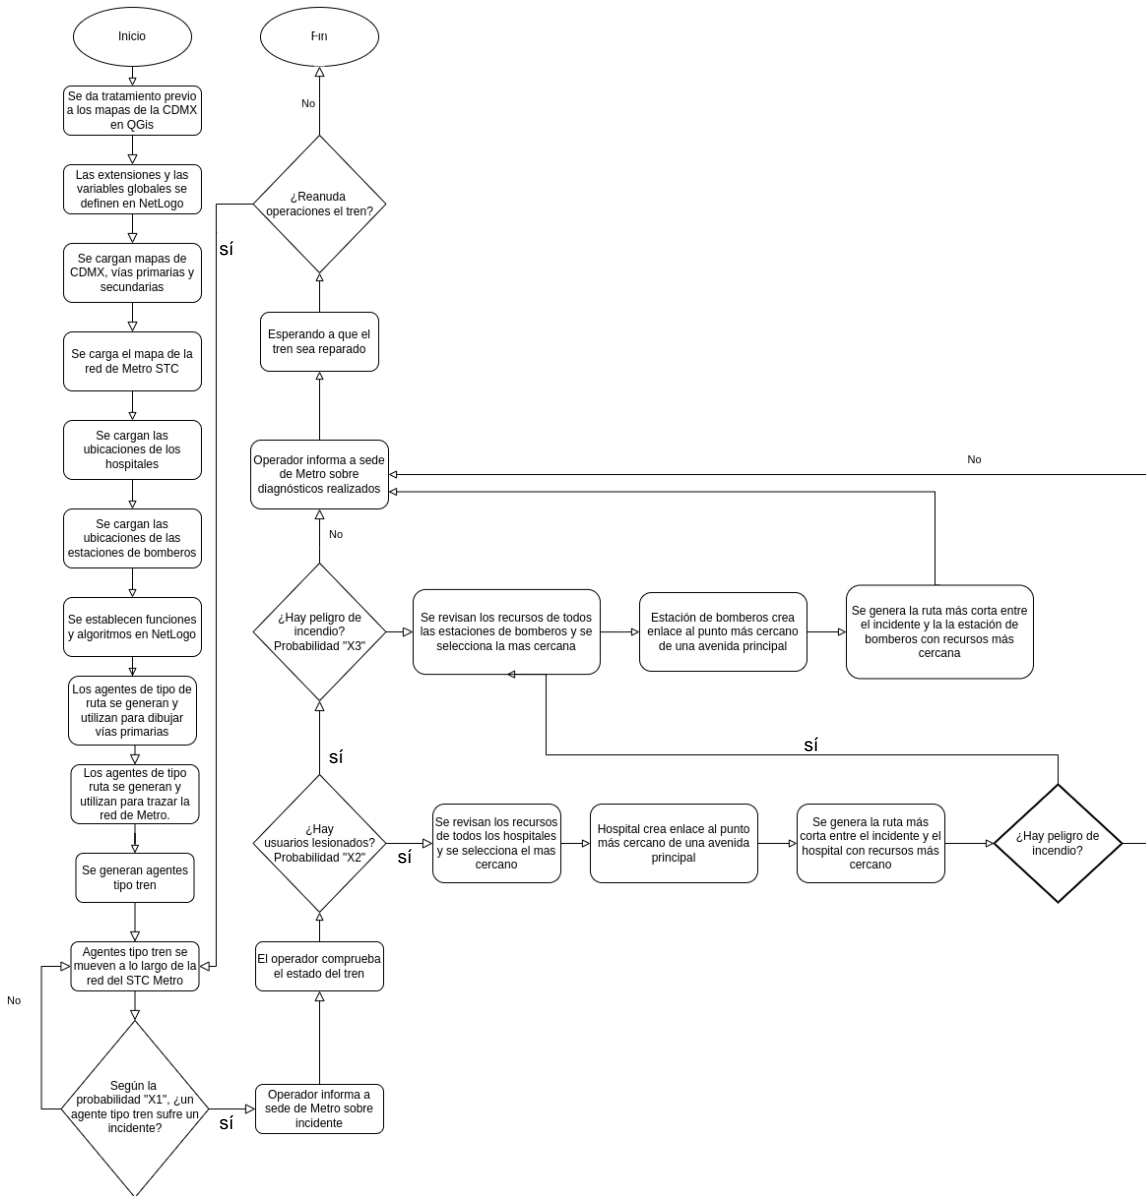 Inicio
Se da tratamiento previo
a los mapas de la CDMX
en QGis
Las extensiones y las
variables globales se
definen en NetLogo
Se cargan mapas de
CDMX, vías primarias y
secundarias
Se carga el mapa de la
red de Metro STC
Se cargan las
ubicaciones de los
hospitales
Se cargan las
ubicaciones de las
estaciones de bomberos
Se establecen funciones
y algoritmos en NetLogo
Los agentes de tipo de
ruta se generan y
utilizan para dibujar
vías primarias
Los agentes de tipo
ruta se generan y
utilizan para trazar la
red de Metro.
Se generan agentes
tipo tren
Agentes tipo tren se
mueven a lo largo de la
red del STC Metro
No
Según la
probabilidad "X1", ¿un
agente tipo tren sufre un
incidente?
sí
Operador informa a
sede de Metro sobre
incidente
El operador comprueba
el estado del tren
¿Hay
usuarios lesionados?
Probabilidad "X2"
sí
sí
Se revisan los recursos
de todos los hospitales
y se selecciona el mas
cercano
Hospital crea enlace al punto
más cercano de una avenida
principal
Se genera la ruta más
corta entre el incidente y el
hospital con recursos más
cercano
¿Hay peligro de
incendio?
sí
No
¿Hay peligro de
incendio?
Probabilidad "X3"
No
Se revisan los recursos de todos
las estaciones de bomberos y se
selecciona la mas cercana
Estación de bomberos crea
enlace al punto más cercano
de una avenida principal
Se genera la ruta más corta entre
el incidente y la la estación de
bomberos con recursos más
cercana
Operador informa a sede
de Metro sobre
diagnósticos realizados
Esperando a que el
tren sea reparado
¿Reanuda
operaciones el tren?
sí
No
Fin